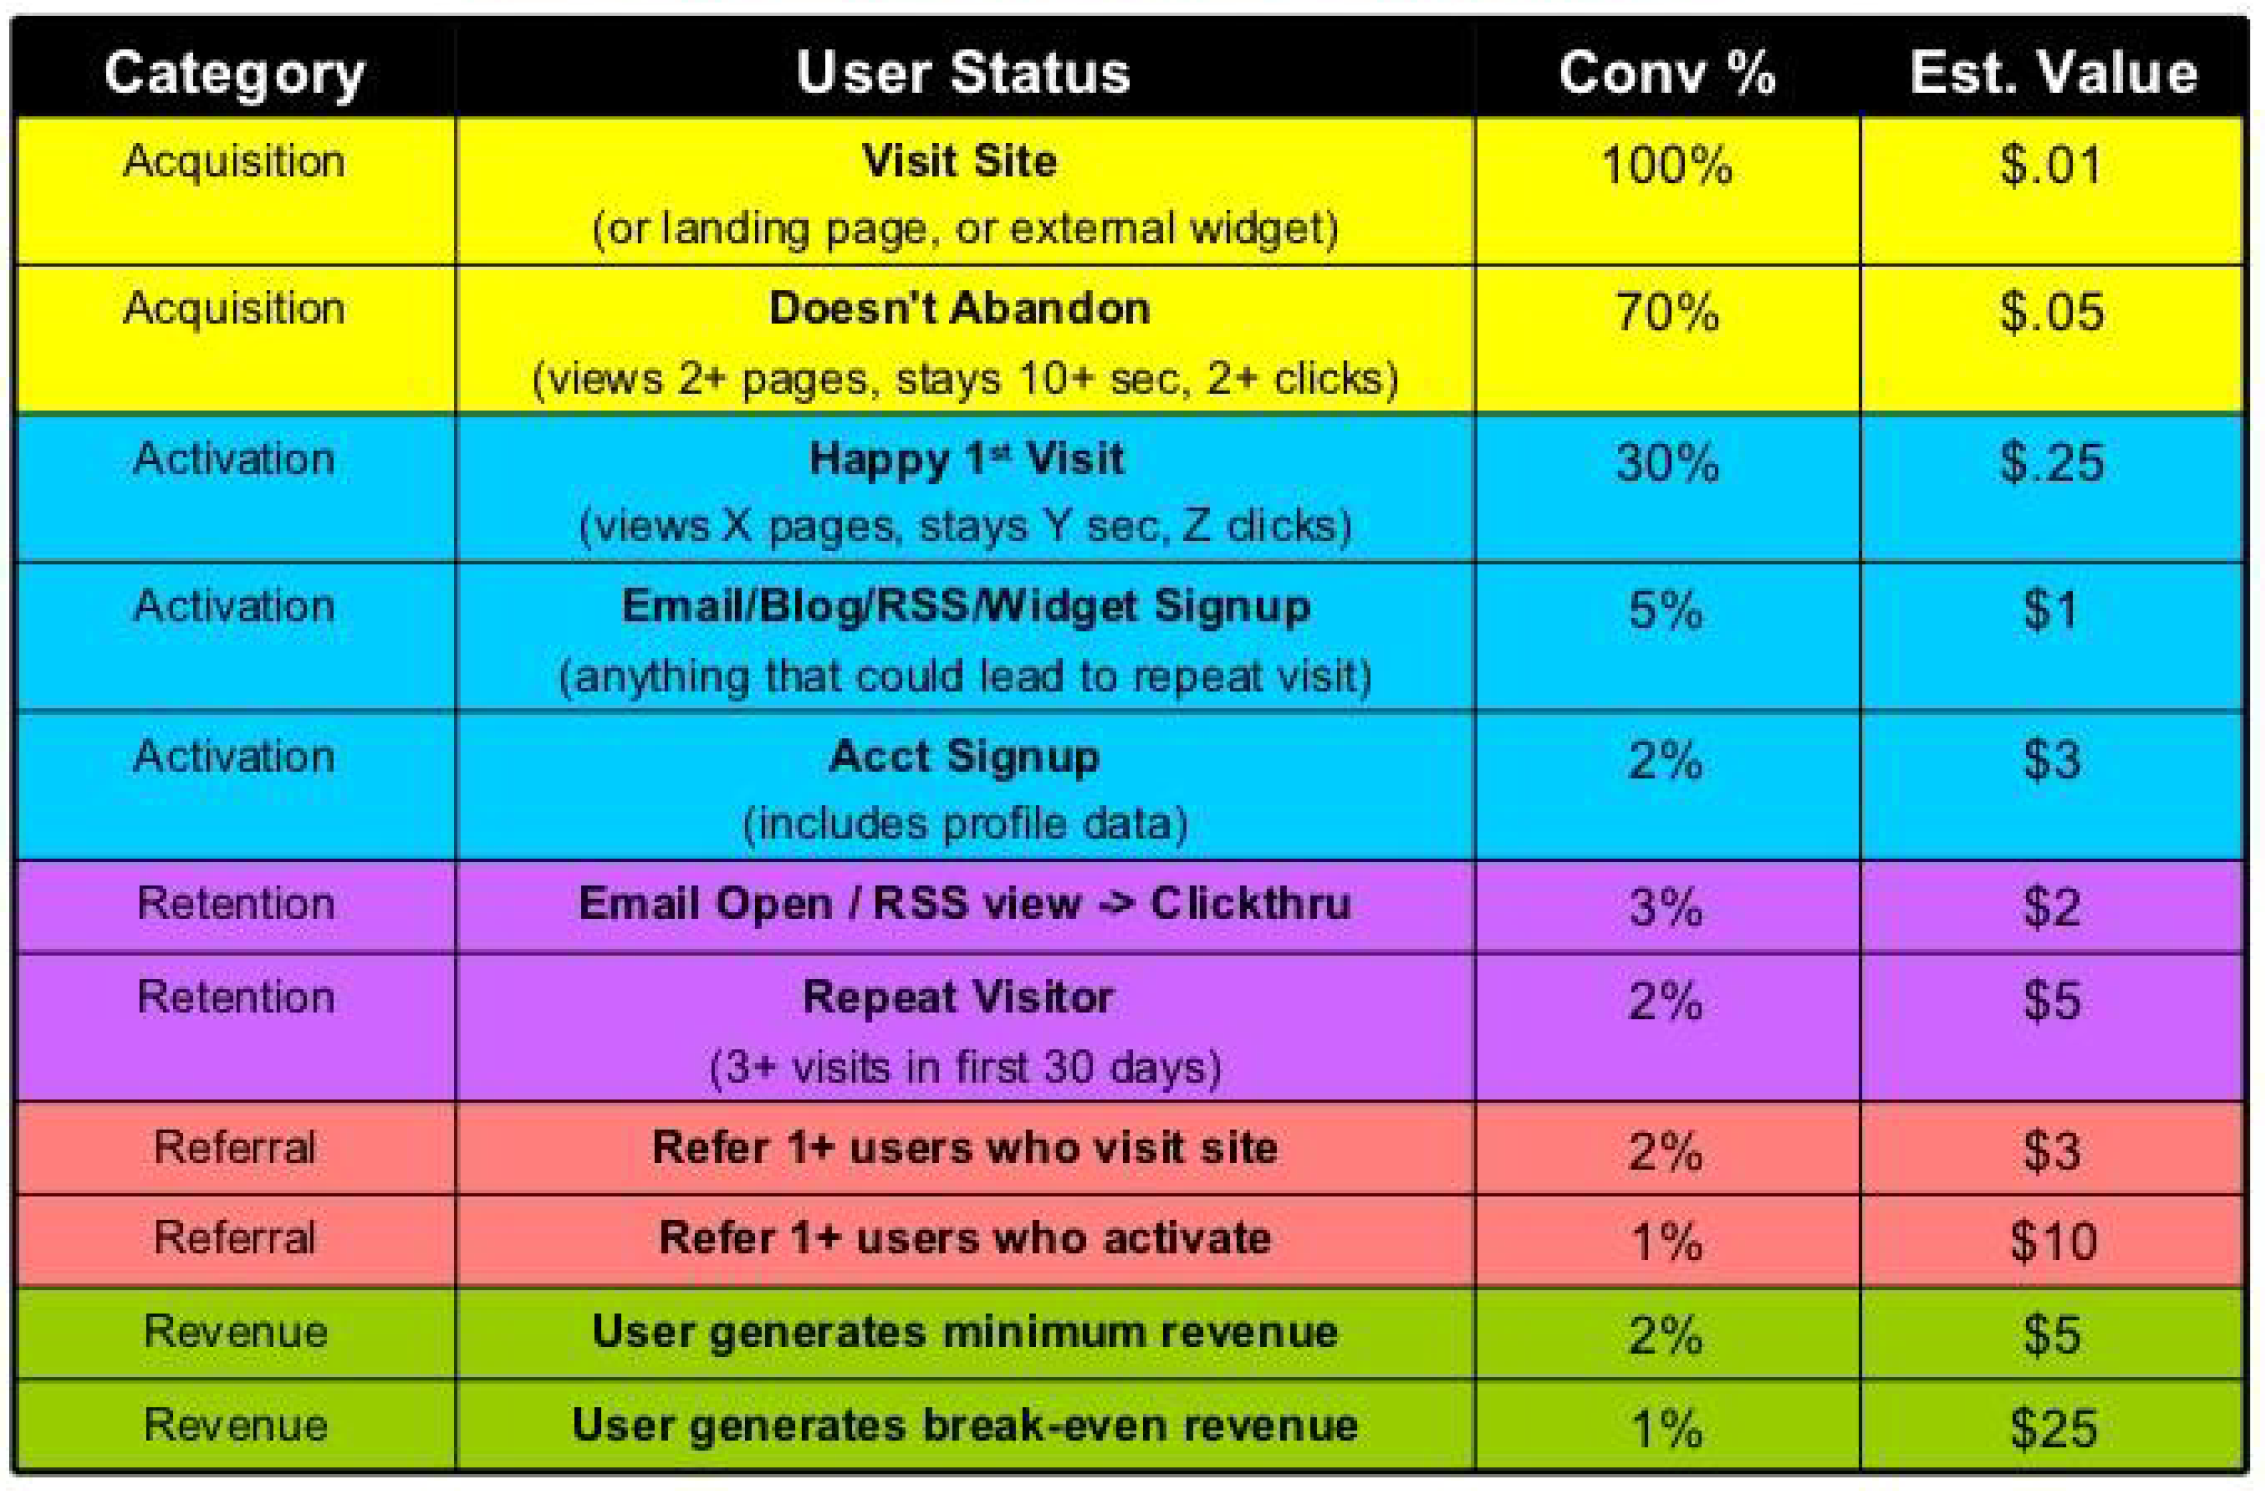 Category User Status Conv % Est. Value
Acquisition Visit Site 100% $.01
(or landing page, or external widget)
Acquisition Doesn't Abandon 70% $.05
(views 2+ pages, stays 10+ sec, 2+ clicks)
Activation Happy 1st Visit 30% $.25
(views X pages, stays Y sec, Z clicks)
Activation Email/Blog/RSS/Widget Signup 5% $1
(anything that could lead to repeat visit)
Activation Acct Signup 2% $3
(includes profile data)
Retention Email Open / RSS view -> Clickthru 3% $2
Retention Repeat Visitor 2% $5
(3+ visits in first 30 days)
Referral Refer 1+ users who visit site 2% $3
Referral Refer 1+ users who activate 1% $10
Revenue User generates minimum revenue 2% $5
Revenue User generates break-even revenue 1% $25